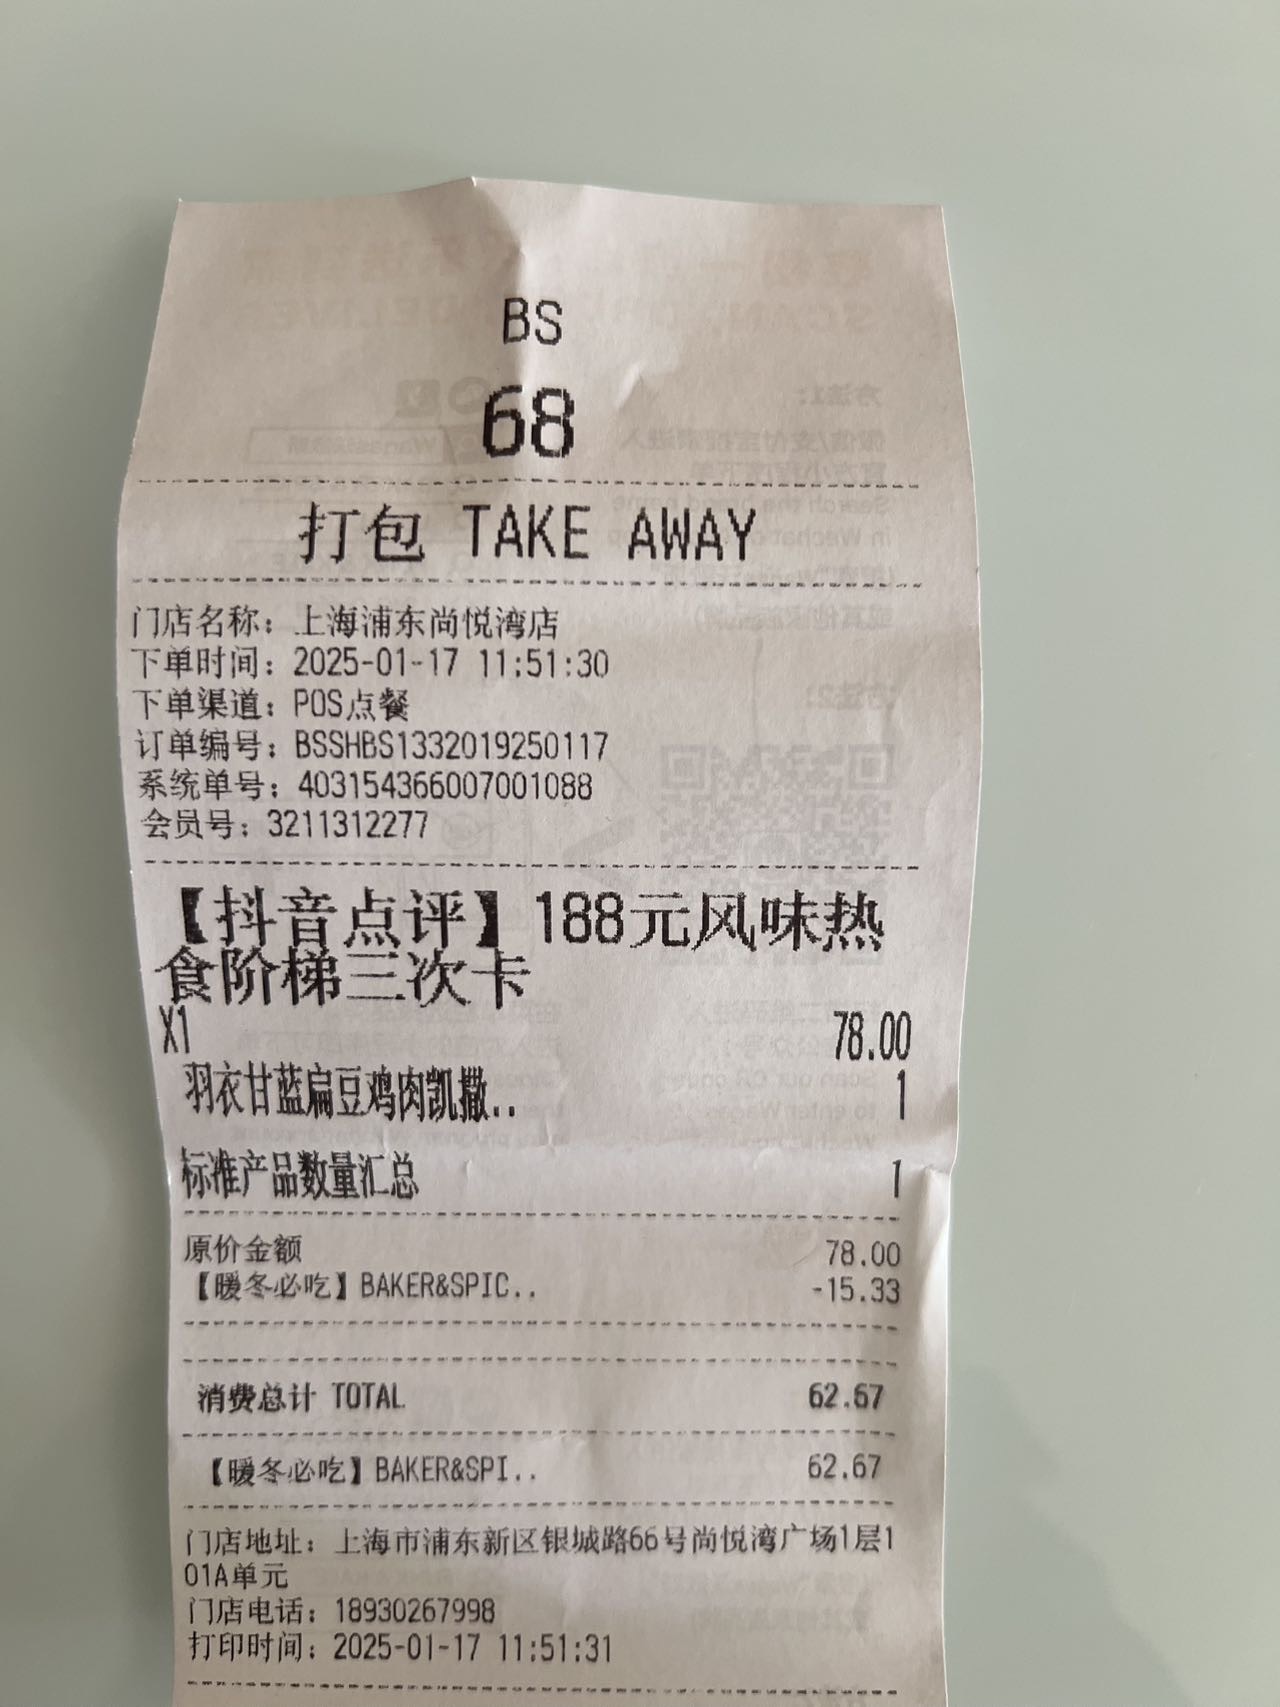 BS
68
打包 TAKE AWAY
门店名称：上海浦东尚悦湾店
下单时间：2025-01-17 11:51:30
下单渠道：POS点餐
订单编号：BSSHBS1332019250117
系统单号：403154366007001088
会员号：3211312277
【抖音点评】188元风味热
食阶梯三次卡
X1 78.00
羽衣甘蓝扁豆鸡肉凯撒.. 1
标准产品数量汇总 1
原价金额 78.00
【暖冬必吃】BAKER&SPIC.. -15.33
消费总计 TOTAL 62.67
【暖冬必吃】BAKER&SPI.. 62.67
门店地址：上海市浦东新区银城路66号尚悦湾广场1层1
01A单元
门店电话：18930267998
打印时间：2025-01-17 11:51:31